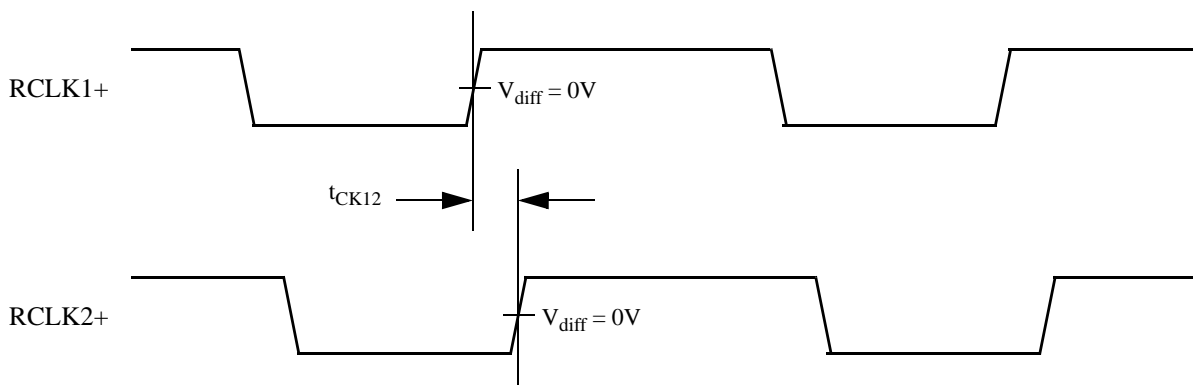 RCLK1+
V_diff = 0V
t_CK12
RCLK2+
V_diff = 0V